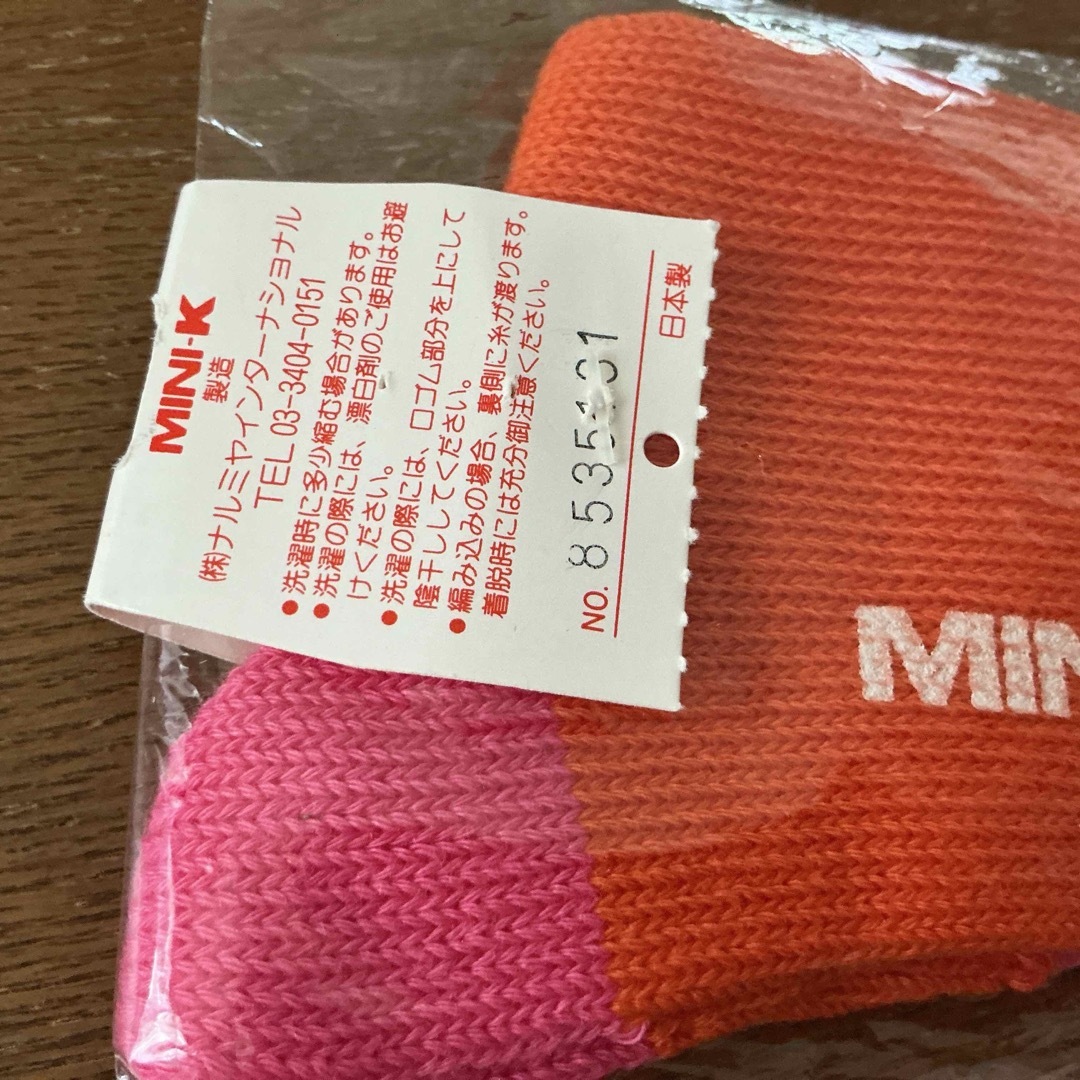 MINI-K
製造
(株)ナルミヤインターナショナル
TEL 03-3404-0151
●洗濯時に多少縮む場合があります。
●洗濯の際には、漂白剤のご使用はお避
けください。
●洗濯の際には、口ゴム部分を上にして
陰干ししてください。
●編み込みの場合、裏側に糸が渡ります。
着脱時には充分御注意ください。
NO.
日本製